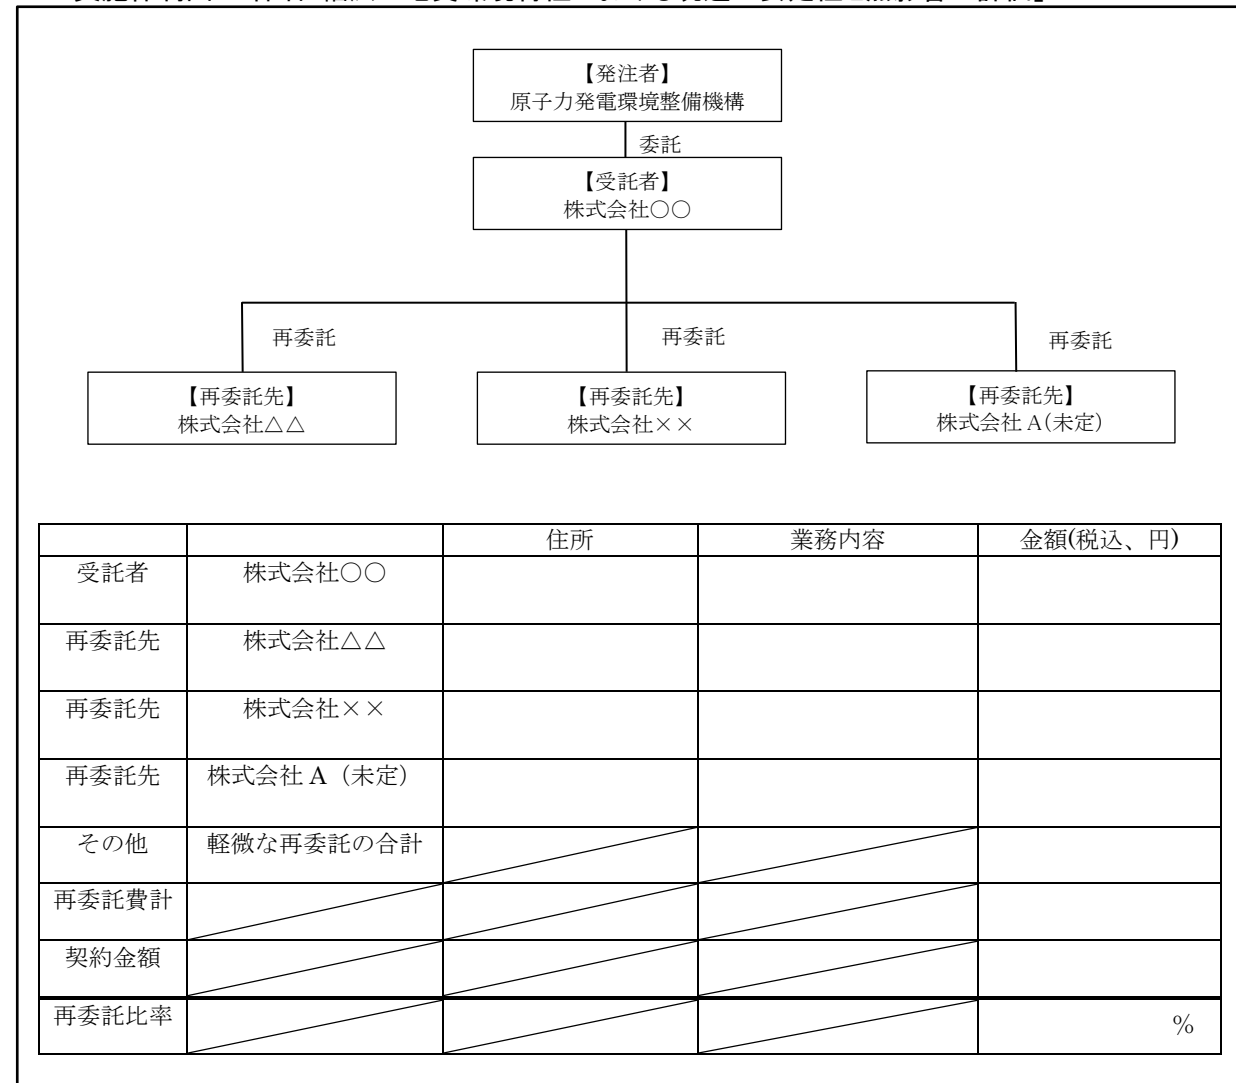 【発注者】
原子力発電環境整備機構
委託
【受託者】
株式会社○○
再委託
再委託
再委託
【再委託先】
株式会社△△
【再委託先】
株式会社××
【再委託先】
株式会社 A(未定)
住所 業務内容 金額(税込、円)
受託者 株式会社○○
再委託先 株式会社△△
再委託先 株式会社××
再委託先 株式会社 A（未定）
その他 軽微な再委託の合計
再委託費計
契約金額
再委託比率 %